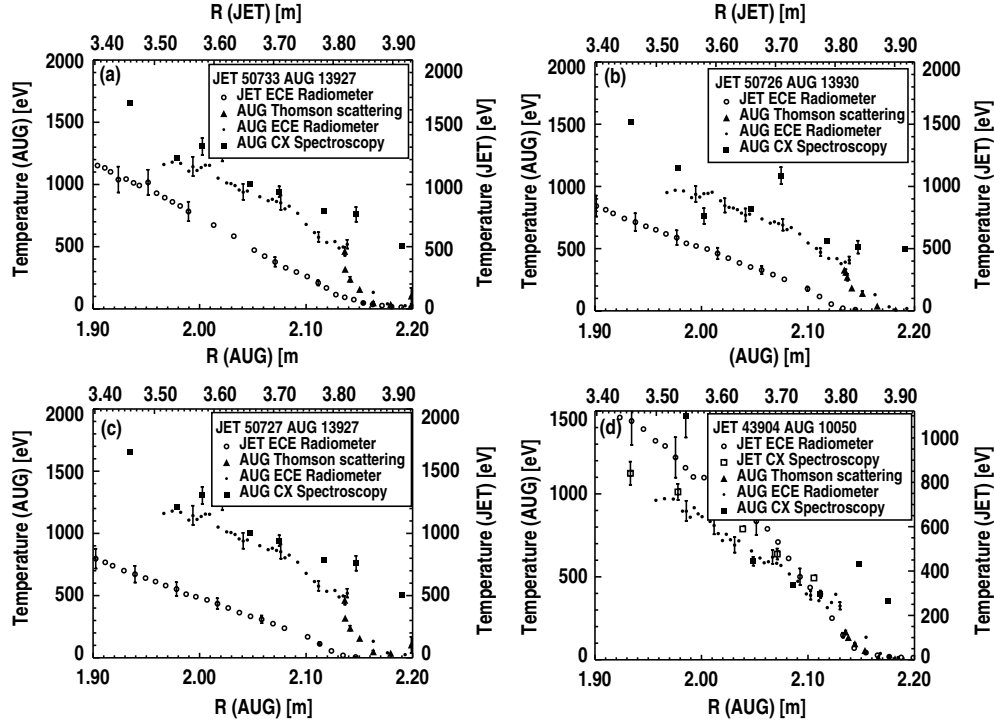 R (JET) [m]
3.40 3.50 3.60 3.70 3.80 3.90
2000
1500
1000
500
0
Temperature (AUG) [eV]
(a)
JET 50733 AUG 13927
JET ECE Radiometer
AUG Thomson scattering
AUG ECE Radiometer
AUG CX Spectroscopy
2000
1500
1000
500
0
Temperature (JET) [eV]
1.90 2.00 2.10 2.20
R (AUG) [m
R (JET) [m]
3.40 3.50 3.60 3.70 3.80 3.90
2000
1500
1000
500
0
Temperature (AUG) [eV]
(b)
JET 50726 AUG 13930
JET ECE Radiometer
AUG Thomson scattering
AUG ECE Radiometer
AUG CX Spectroscopy
2000
1500
1000
500
0
Temperature (JET) [eV]
1.90 2.00 2.10 2.20
(AUG) [m]
3.40 3.50 3.60 3.70 3.80 3.90
2000
1500
1000
500
0
Temperature (AUG) [eV]
(c)
JET 50727 AUG 13927
JET ECE Radiometer
AUG Thomson scattering
AUG ECE Radiometer
AUG CX Spectroscopy
2000
1500
1000
500
0
Temperature (JET) [eV]
1.90 2.00 2.10 2.20
R (AUG) [m]
3.40 3.50 3.60 3.70 3.80 3.90
1500
1000
500
0
Temperature (AUG) [eV]
(d)
JET 43904 AUG 10050
JET ECE Radiometer
JET CX Spectroscopy
AUG Thomson scattering
AUG ECE Radiometer
AUG CX Spectroscopy
1000
800
600
400
200
0
Temperature (JET) [eV]
1.90 2.00 2.10 2.20
R (AUG) [m]